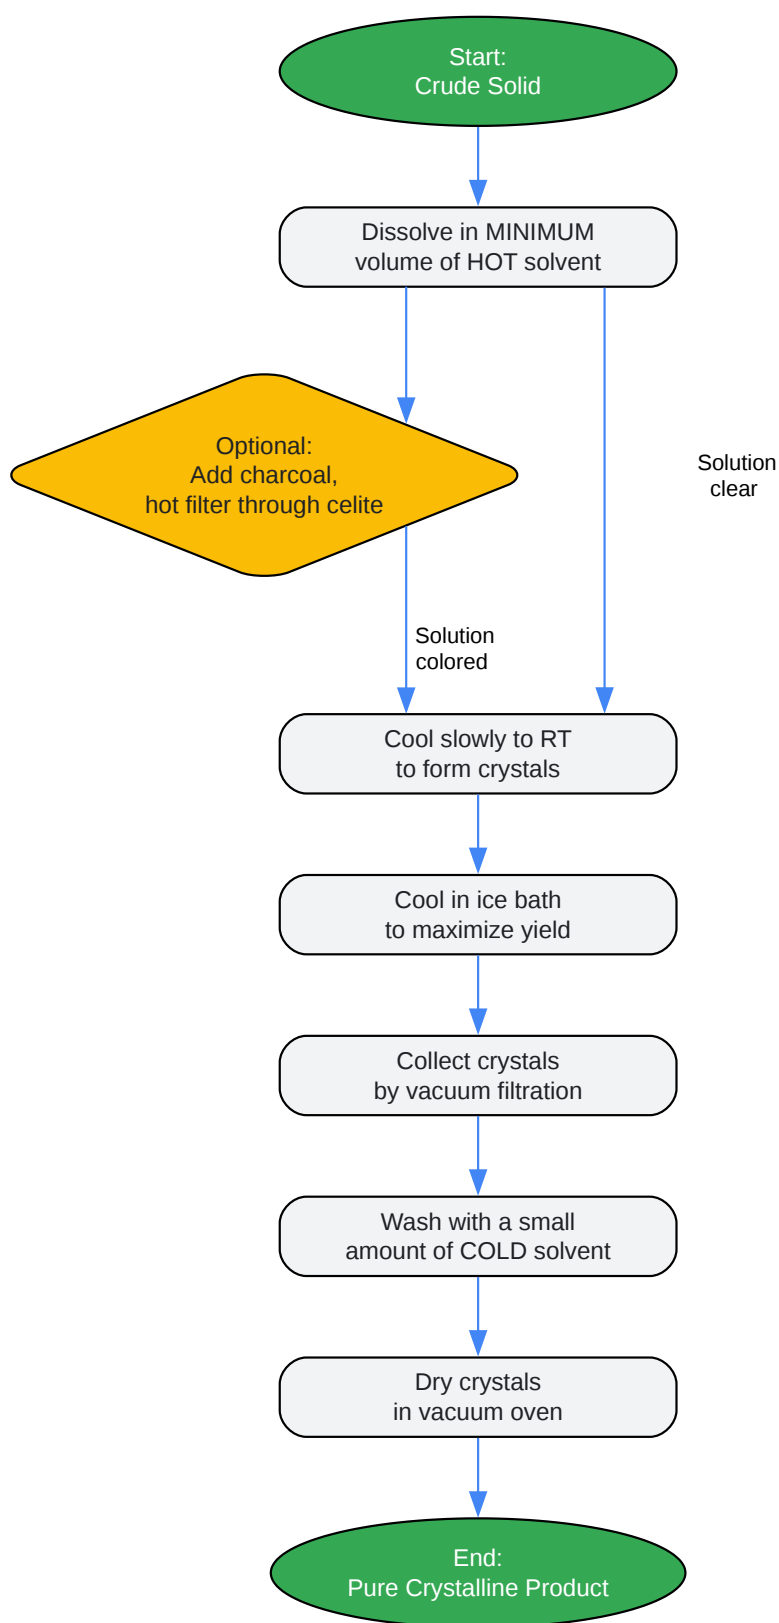 Start:
Crude Solid
Dissolve in MINIMUM
volume of HOT solvent
Optional:
Add charcoal,
hot filter through celite
Solution
clear
Solution
colored
Cool slowly to RT
to form crystals
Cool in ice bath
to maximize yield
Collect crystals
by vacuum filtration
Wash with a small
amount of COLD solvent
Dry crystals
in vacuum oven
End:
Pure Crystalline Product